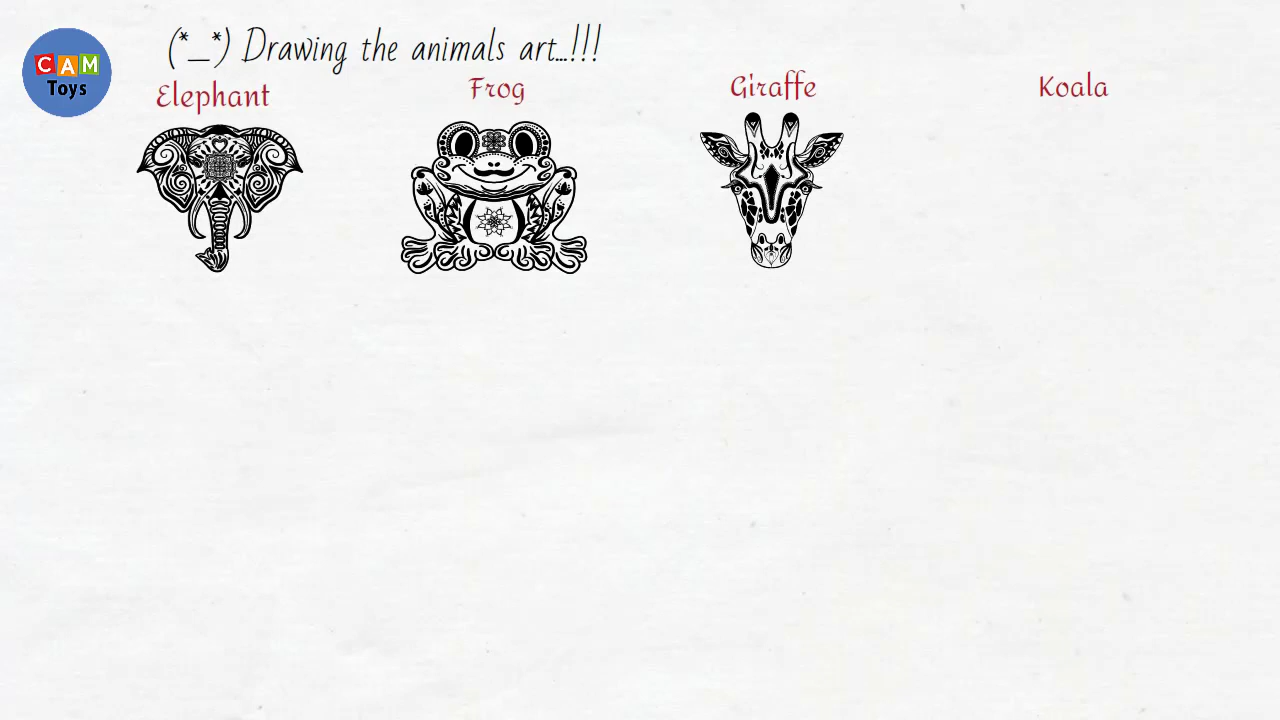 CAM
Toys
(*_*) Drawing the animals art...!!!
Elephant
Frog
Giraffe
Koala